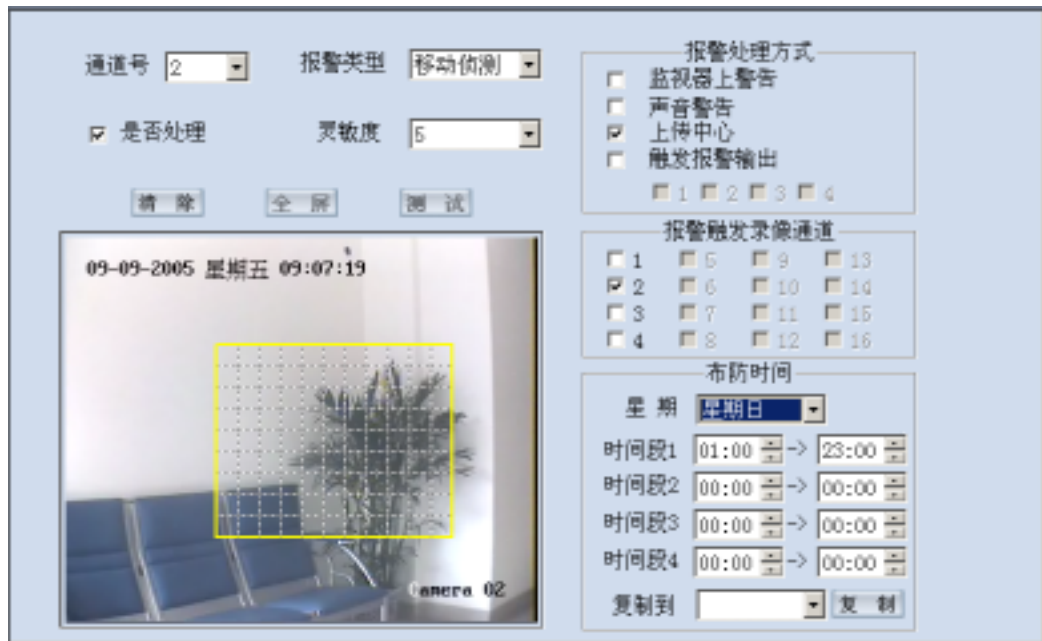 通道号 2 报警类型 移动侦测
是否处理 灵敏度 5
清 除 全 屏 测 试
09-09-2005 星期五 09:07:19
Camera 02
报警处理方式
监视器上警告
声音警告
上传中心
触发报警输出
1 2 3 4
报警触发录像通道
1 5 9 13
2 6 10 14
3 7 11 15
4 8 12 16
布防时间
星 期 星期日
时间段1 01:00 -> 23:00
时间段2 00:00 -> 00:00
时间段3 00:00 -> 00:00
时间段4 00:00 -> 00:00
复制到 复 制